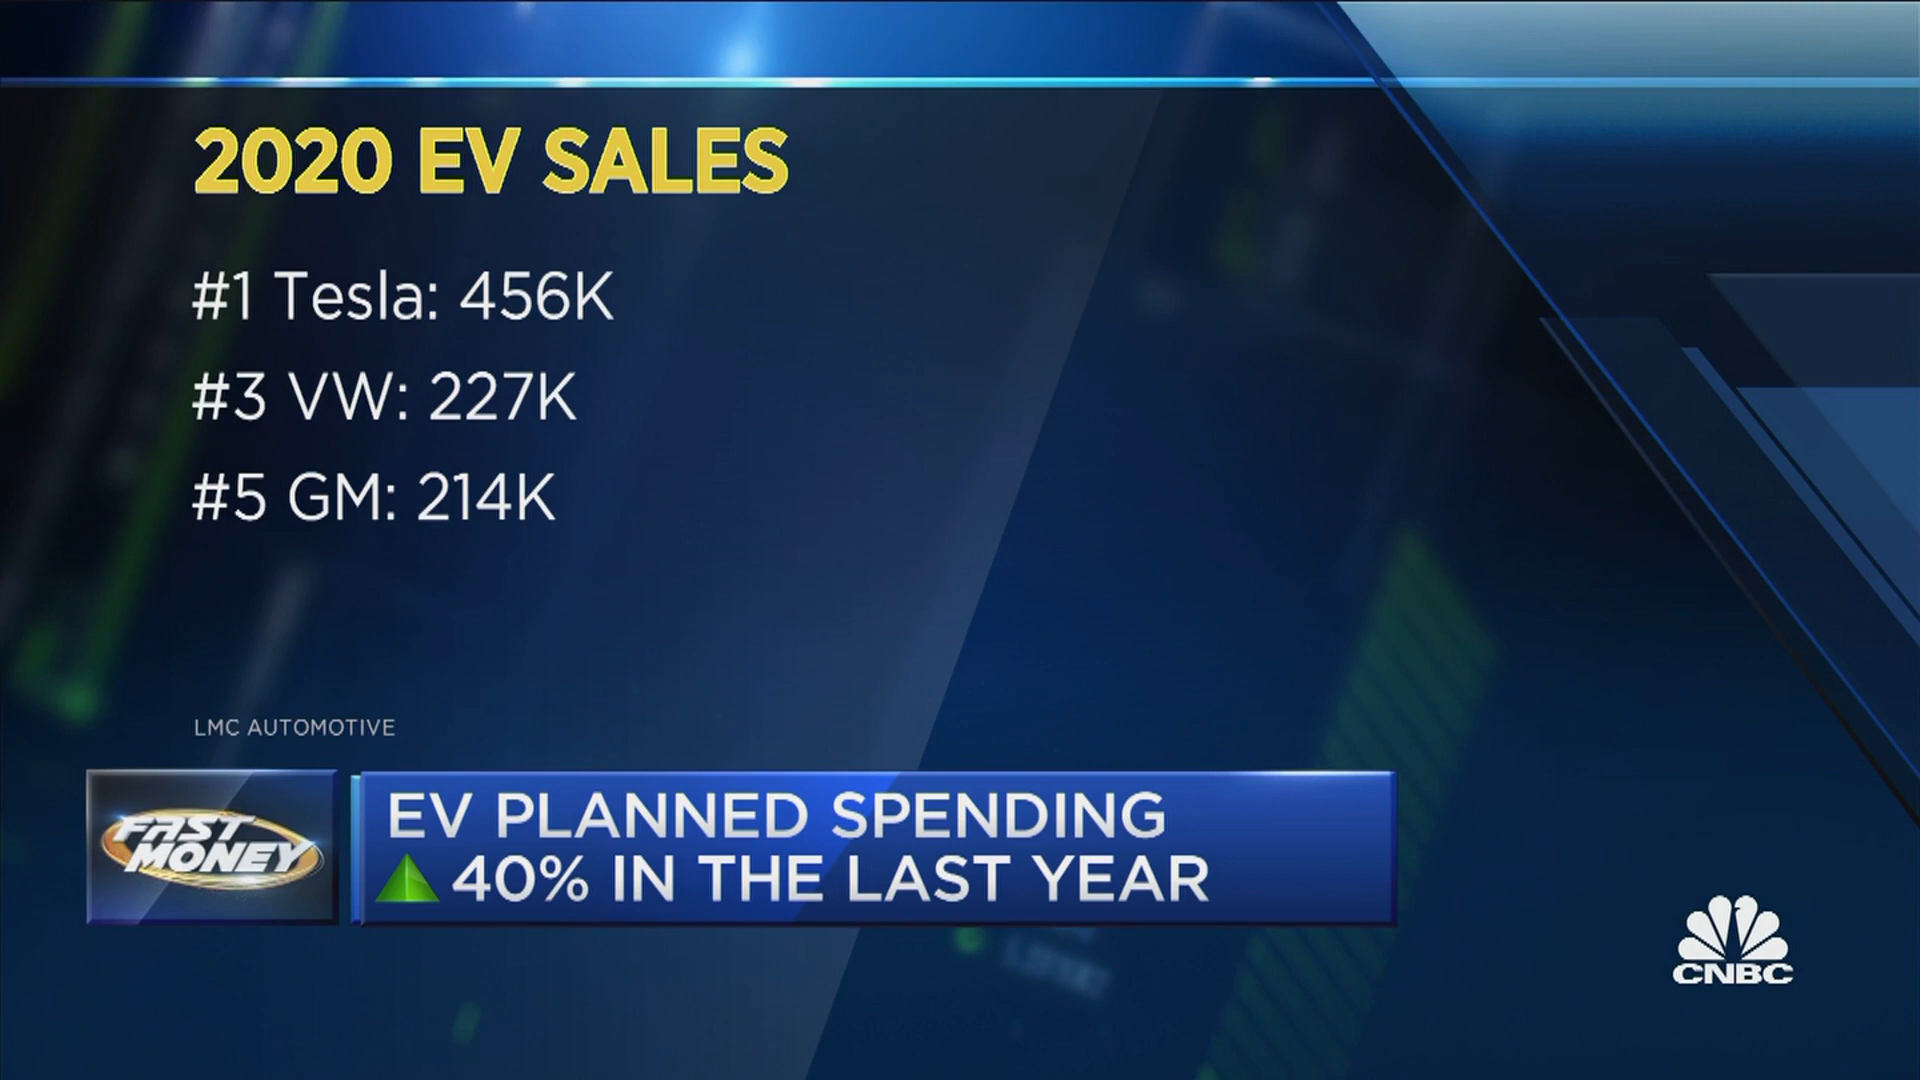 2020 EV SALES
#1 Tesla: 456K
#3 VW: 227K
#5 GM: 214K
LMC AUTOMOTIVE
FAST
MONEY
EV PLANNED SPENDING
40% IN THE LAST YEAR
CNBC